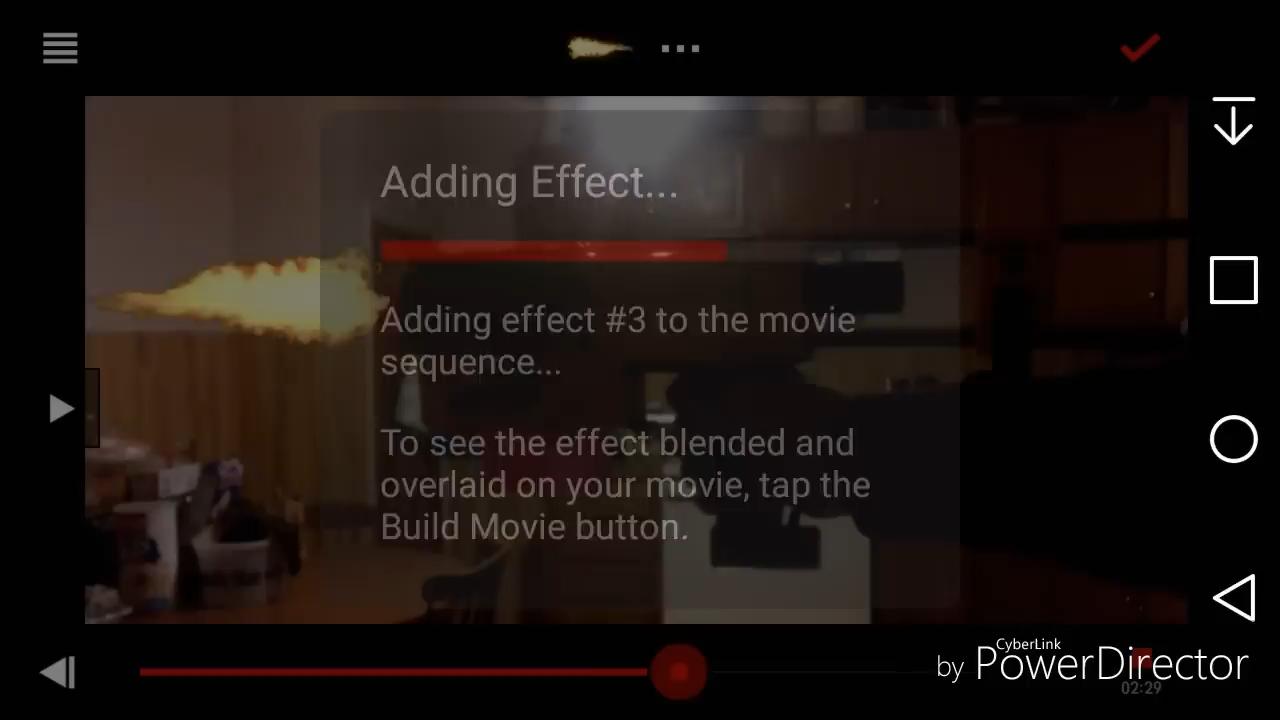 Adding Effect...
Adding effect #3 to the movie
sequence...
To see the effect blended and
overlaid on your movie, tap the
Build Movie button.
CyberLink
by PowerDirector
02:29